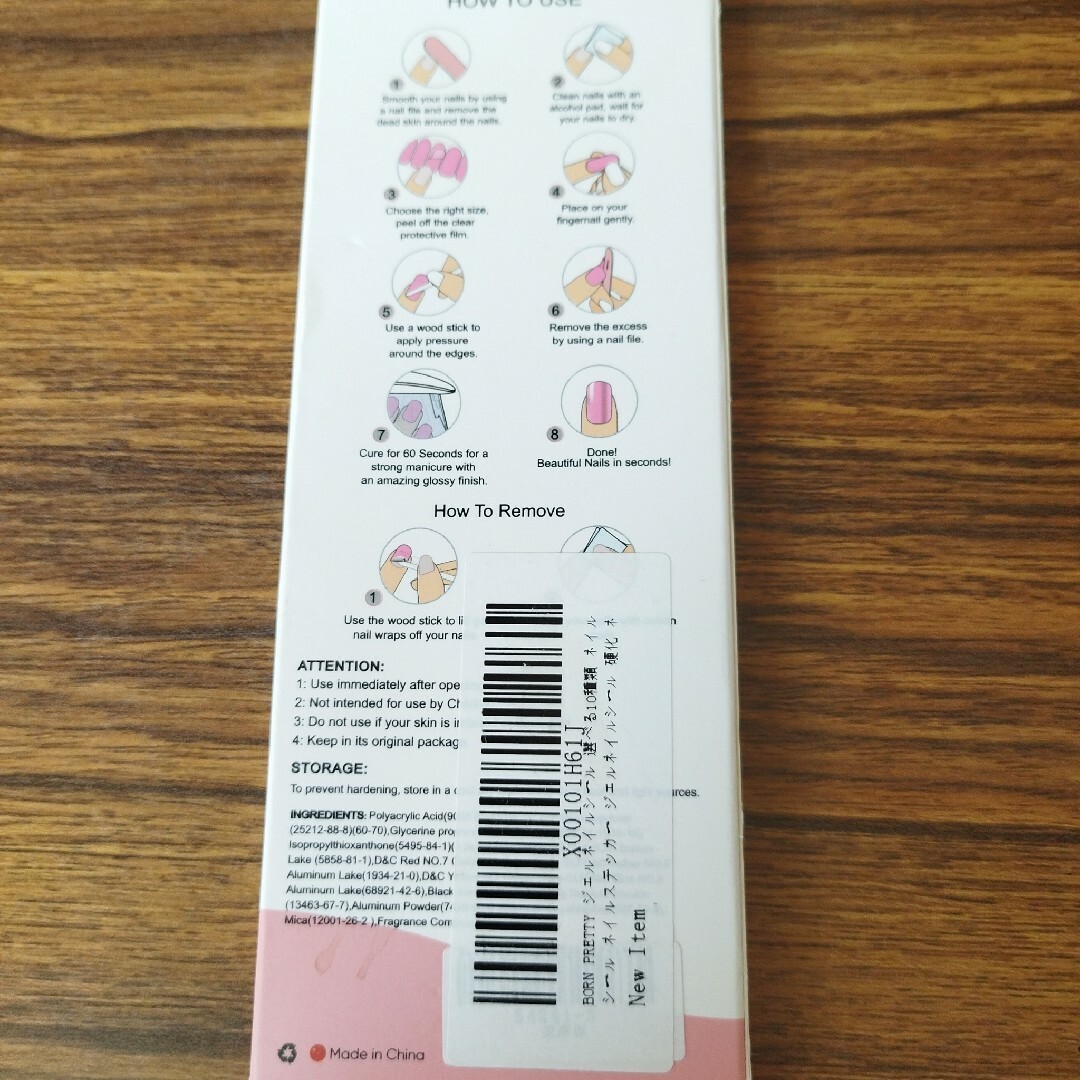 HOW TO USE
1
Smooth your nails by using
a nail file and remove the
dead skin around the nails.
2
Clean nails with an
alcohol pad, wait for
your nails to dry.
3
Choose the right size,
peel off the clear
protective film.
4
Place on your
fingernail gently.
5
Use a wood stick to
apply pressure
around the edges.
6
Remove the excess
by using a nail file.
7
Cure for 60 Seconds for a
strong manicure with
an amazing glossy finish.
8
Done!
Beautiful Nails in seconds!
How To Remove
1
Use the wood stick to
nail wraps off your
ATTENTION:
1: Use immediately after
2: Not intended for use by
3: Do not use if your skin is
4: Keep in its original
STORAGE:
To prevent hardening, store in a
INGREDIENTS: Polyacrylic
(25212-88-8)(60-70),Glycerine
Isopropylthioxanthone(5495-84-1)(
Lake (5858-81-1),D&C Red NO.7
Aluminum Lake(1934-21-0),D&C Y
Aluminum Lake(68921-42-6),Black
(13463-67-7),Aluminum Powder(7
Mica(12001-26-2 ),Fragrance
Made in China
X00101H61J
BORN PRETTY ジェルネイルシール 選べる10種類 ネイル
シール ネイルステッカー ジェルネイルシール 硬化 ネ
New Item